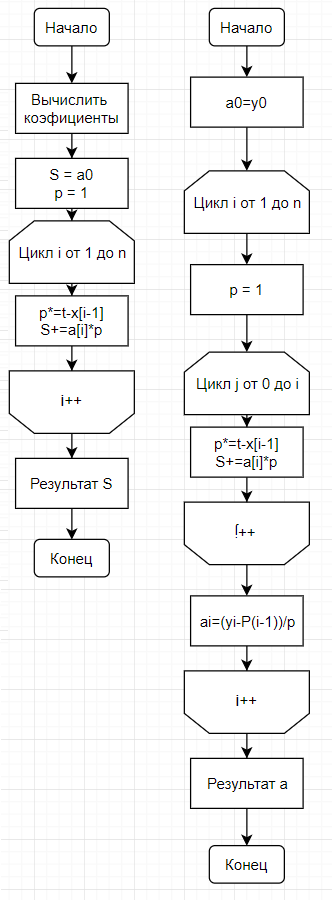 Начало
Вычислить
коэфициенты
S = a0
p = 1
Цикл i от 1 до n
p*=t-x[i-1]
S+=a[i]*p
i++
Результат S
Конец
Начало
a0=y0
Цикл i от 1 до n
p = 1
Цикл j от 0 до i
p*=t-x[i-1]
S+=a[i]*p
j++
ai=(yi-P(i-1))/p
i++
Результат a
Конец